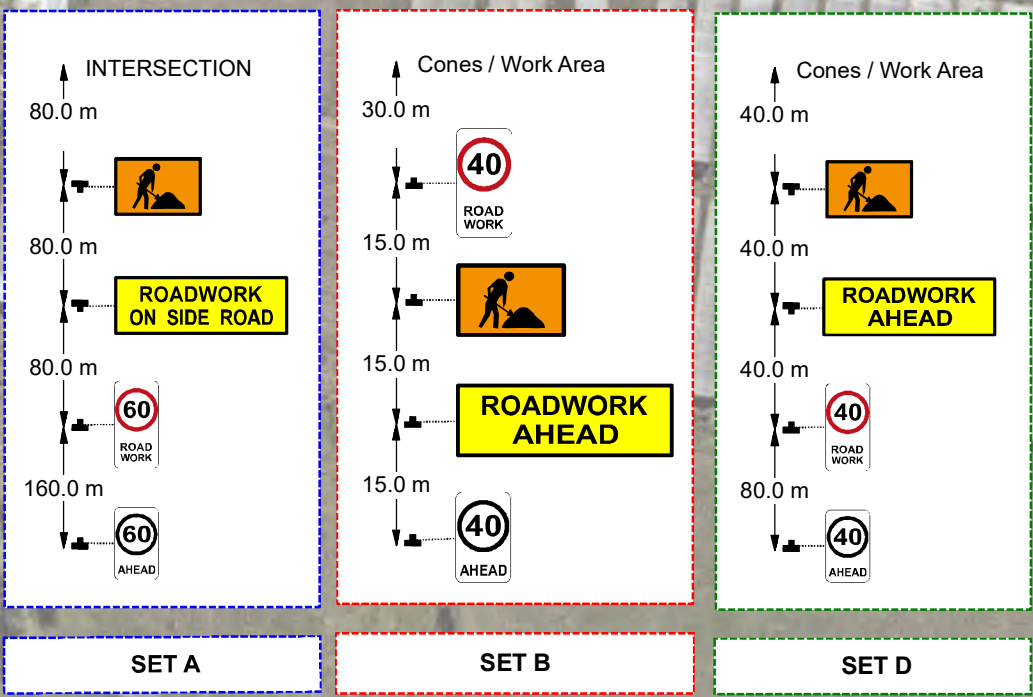 INTERSECTION
80.0 m
80.0 m
ROADWORK
ON SIDE ROAD
80.0 m
60
ROAD
WORK
160.0 m
60
AHEAD
SET A
Cones / Work Area
30.0 m
40
ROAD
WORK
15.0 m
15.0 m
ROADWORK
AHEAD
15.0 m
40
AHEAD
SET B
Cones / Work Area
40.0 m
40.0 m
ROADWORK
AHEAD
40.0 m
40
ROAD
WORK
80.0 m
40
AHEAD
SET D